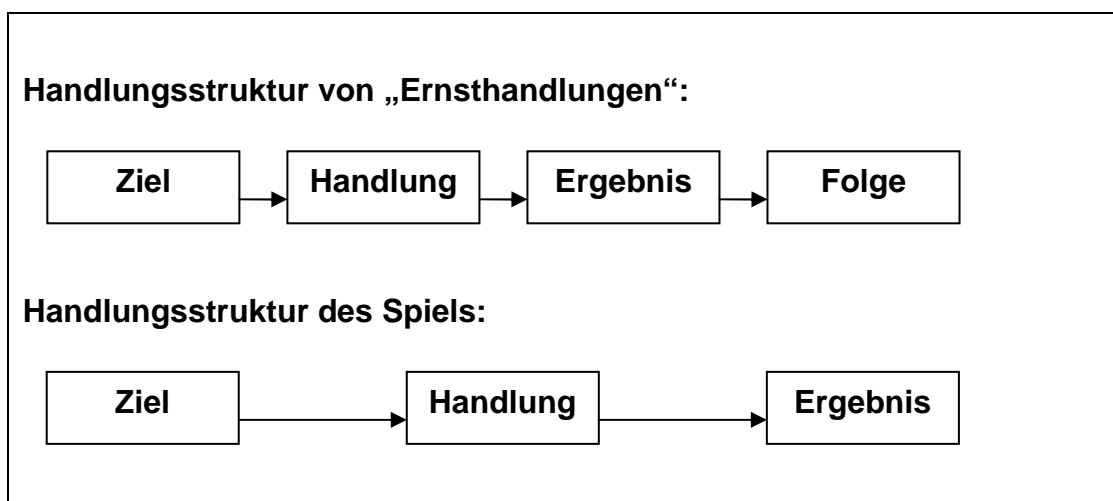 Handlungsstruktur von „Ernsthandlungen“:
Ziel Handlung Ergebnis Folge
Handlungsstruktur des Spiels:
Ziel Handlung Ergebnis